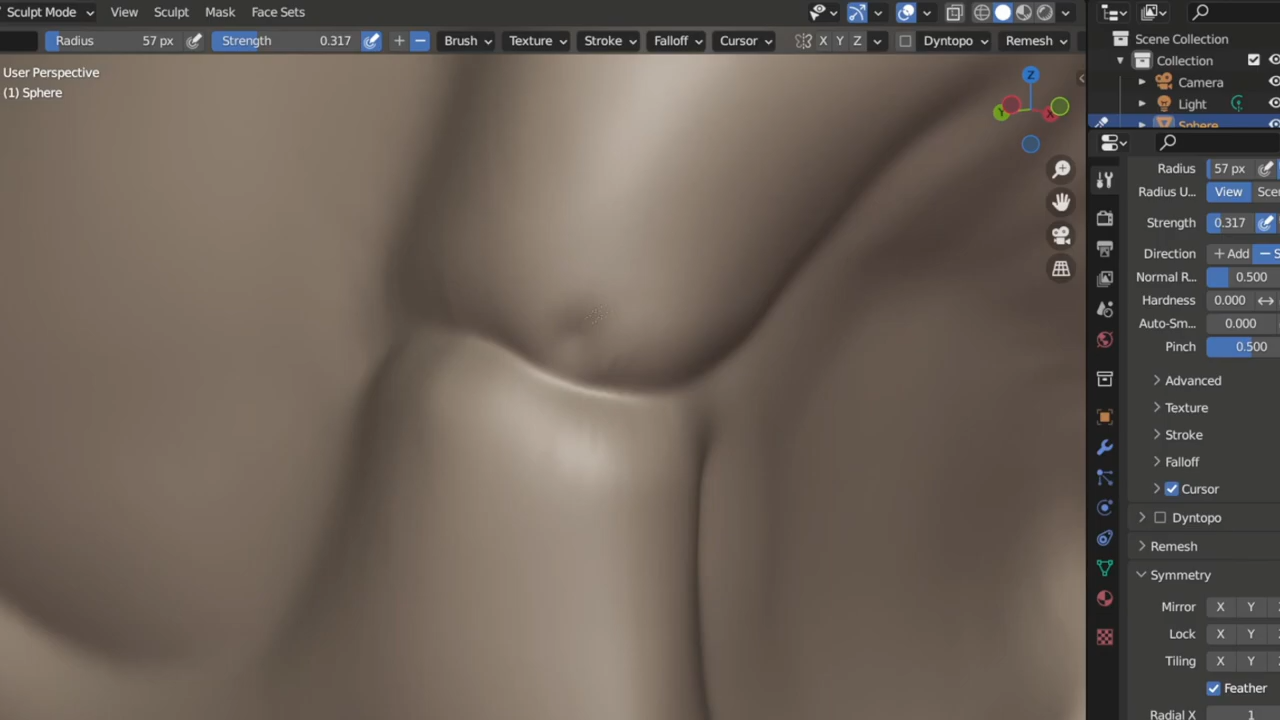 Sculpt Mode View Sculpt Mask Face Sets
Radius 57 px Strength 0.317 Brush Texture Stroke Falloff Cursor X Y Z Dyntopo Remesh
User Perspective
(1) Sphere
Z
Y
X
Scene Collection
Collection
Camera
Light
Sphere
Radius 57 px
Radius U... View Sce
Strength 0.317
Direction + Add — S
Normal R... 0.500
Hardness 0.000
Auto-Sm... 0.000
Pinch 0.500
Advanced
Texture
Stroke
Falloff
Cursor
Dyntopo
Remesh
Symmetry
Mirror X Y
Lock X Y
Tiling X Y
Feather
Radial X 1